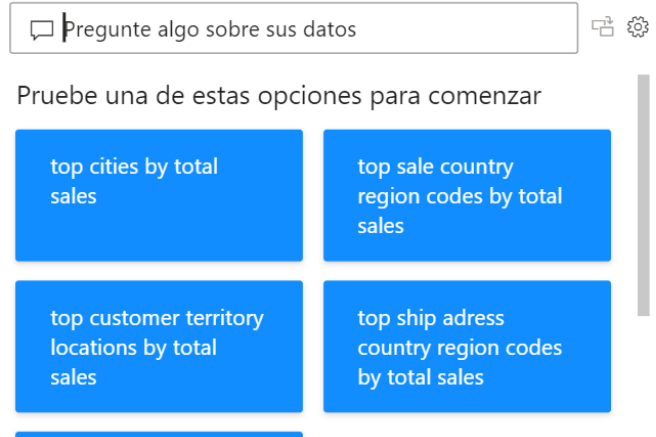 Pregunte algo sobre sus datos
Pruebe una de estas opciones para comenzar
top cities by total
sales
top sale country
region codes by total
sales
top customer territory
locations by total
sales
top ship adress
country region codes
by total sales